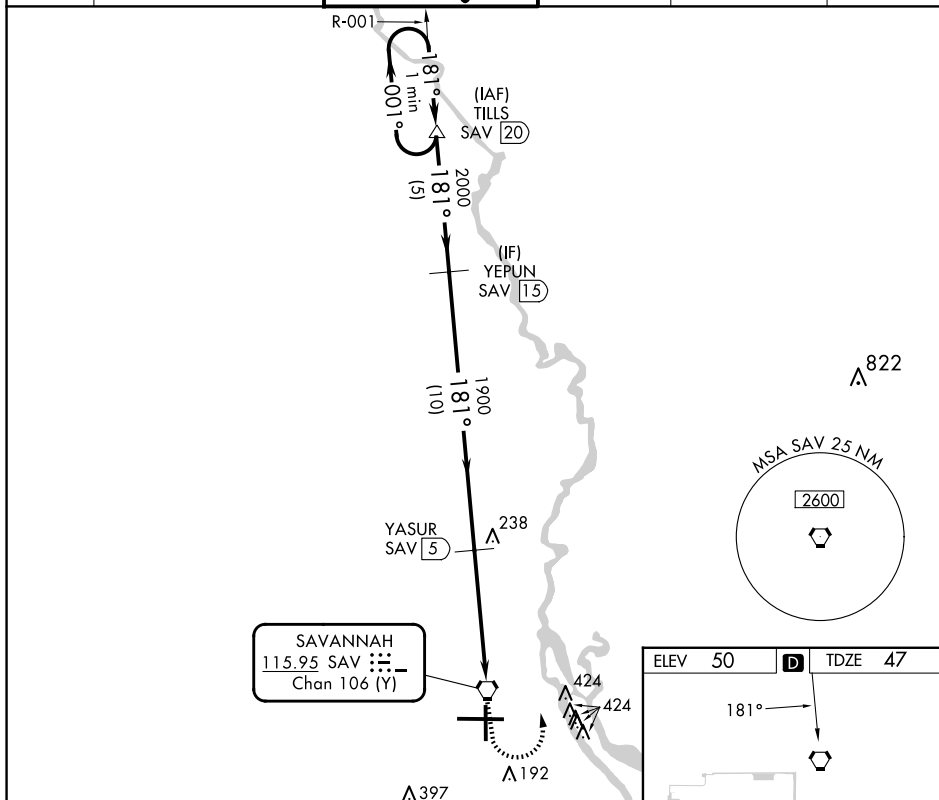 R-001
181°
1 min
001°
(IAF)
TILLS
SAV 20
2000
181°
(5)
(IF)
YEPUN
SAV 15
1900
181°
(10)
822
MSA SAV 25 NM
2600
YASUR
SAV 5
238
SAVANNAH
115.95 SAV
Chan 106 (Y)
424
424
192
397
ELEV 50
D
TDZE 47
181°